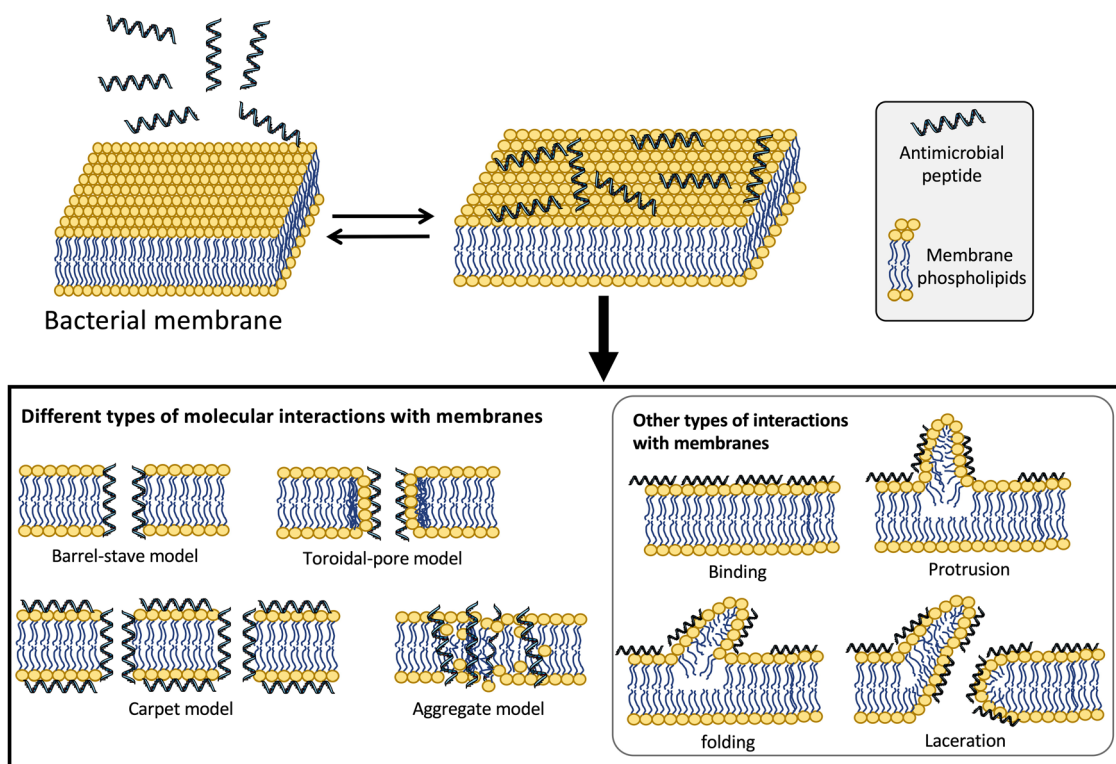 Antimicrobial
peptide
Membrane
phospholipids
Bacterial membrane
Different types of molecular interactions with membranes
Other types of interactions
with membranes
Barrel-stave model
Toroidal-pore model
Binding
Protrusion
Carpet model
Aggregate model
folding
Laceration